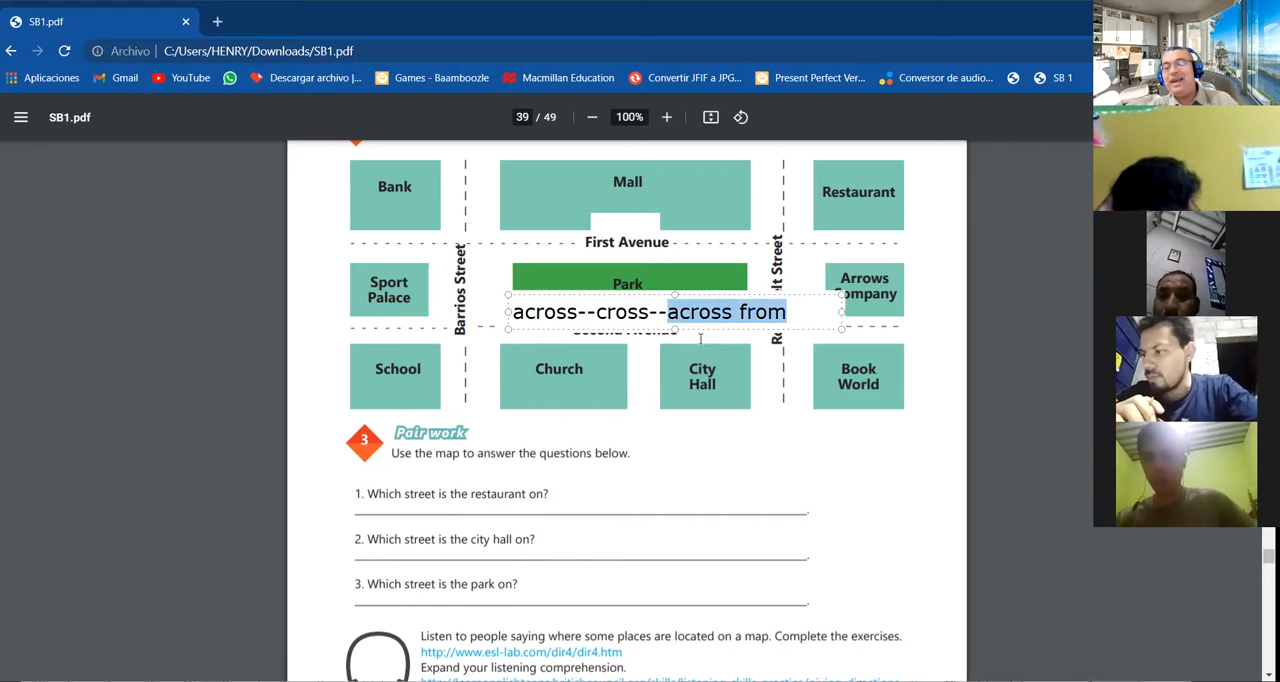 SB1.pdf
Archivo C:/Users/HENRY/Downloads/SB1.pdf
Aplicaciones Gmail YouTube Descargar archivo |... Games - Baamboozle Macmillan Education Convertir JFIF a JPG... Present Perfect Ver... Conversor de audio... SB 1
SB1.pdf 39 / 49 100%
Bank Mall Restaurant
First Avenue
Barrios Street
Sport
Palace
Park
Arrows
Company
across--cross--across from
School Church City
Hall
Book
World
3 Pair work
Use the map to answer the questions below.
1. Which street is the restaurant on?
2. Which street is the city hall on?
3. Which street is the park on?
Listen to people saying where some places are located on a map. Complete the exercises.
http://www.esl-lab.com/dir4/dir4.htm
Expand your listening comprehension.